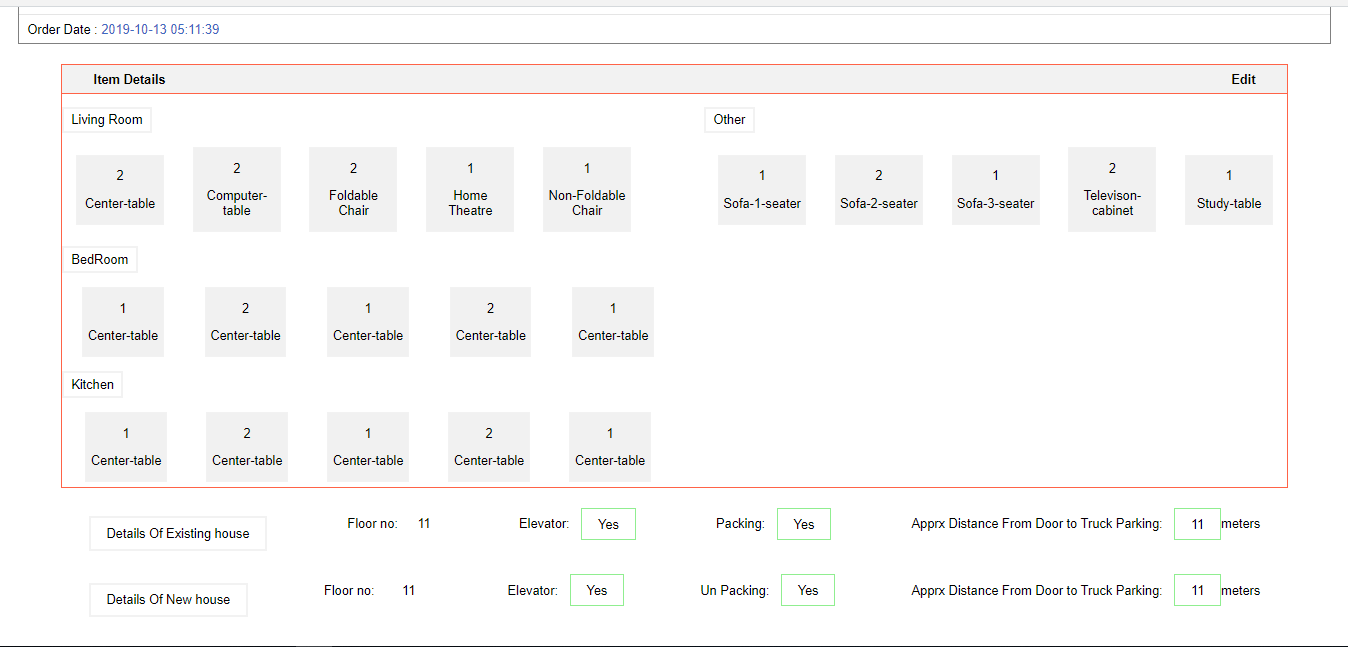 Order Date : 2019-10-13 05:11:39
Item Details Edit
Living Room
2
Center-table
2
Computer-
table
2
Foldable
Chair
1
Home
Theatre
1
Non-Foldable
Chair
Other
1
Sofa-1-seater
2
Sofa-2-seater
1
Sofa-3-seater
2
Televison-
cabinet
1
Study-table
BedRoom
1
Center-table
2
Center-table
1
Center-table
2
Center-table
1
Center-table
Kitchen
1
Center-table
2
Center-table
1
Center-table
2
Center-table
1
Center-table
Details Of Existing house Floor no: 11 Elevator: Yes Packing: Yes Apprx Distance From Door to Truck Parking: 11 meters
Details Of New house Floor no: 11 Elevator: Yes Un Packing: Yes Apprx Distance From Door to Truck Parking: 11 meters